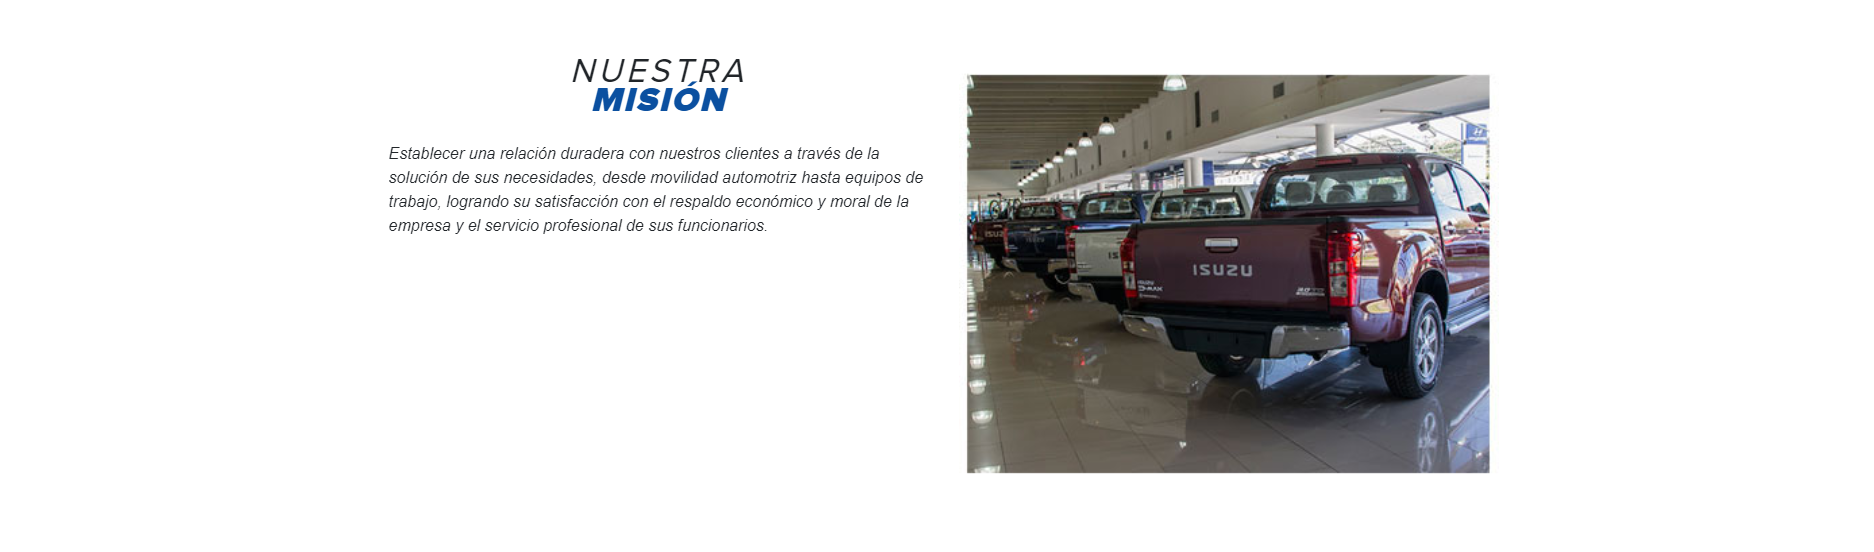 NUESTRA
MISIÓN
Establecer una relación duradera con nuestros clientes a través de la
solución de sus necesidades, desde movilidad automotriz hasta equipos de
trabajo, logrando su satisfacción con el respaldo económico y moral de la
empresa y el servicio profesional de sus funcionarios.
ISUZU
ISUZU
D-MAX